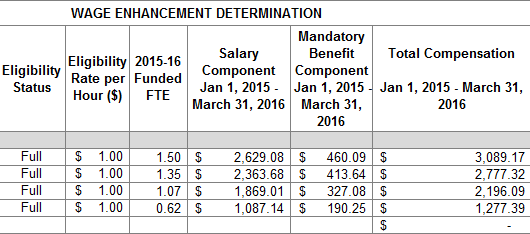 WAGE ENHANCEMENT DETERMINATION
Eligibility Status
Eligibility Rate per Hour ($)
2015-16 Funded FTE
Salary Component Jan 1, 2015 - March 31, 2016
Mandatory Benefit Component Jan 1, 2015 - March 31, 2016
Total Compensation Jan 1, 2015 - March 31, 2016
Full $ 1.00 1.50 $ 2,629.08 $ 460.09 $ 3,089.17
Full $ 1.00 1.35 $ 2,363.68 $ 413.64 $ 2,777.32
Full $ 1.00 1.07 $ 1,869.01 $ 327.08 $ 2,196.09
Full $ 1.00 0.62 $ 1,087.14 $ 190.25 $ 1,277.39
$ -